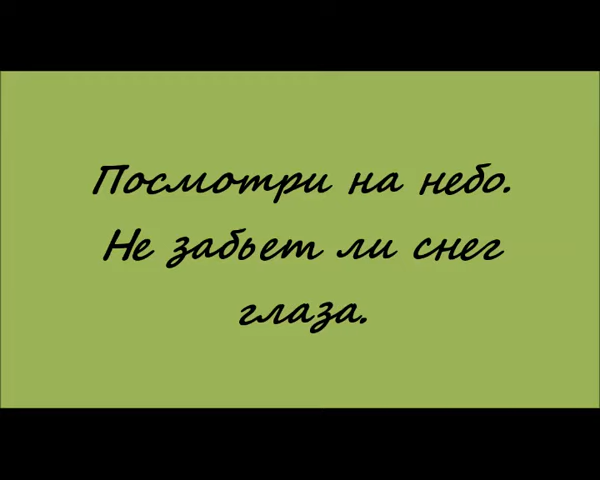 Посмотри на небо.
Не забьет ли снег
глаза.